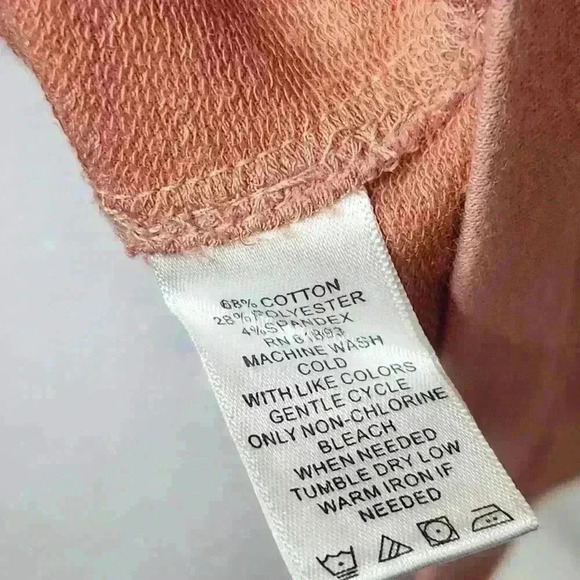 68% COTTON
28% POLYESTER
4% SPANDEX
RN 81893
MACHINE WASH
COLD
WITH LIKE COLORS
GENTLE CYCLE
ONLY NON-CHLORINE
BLEACH
WHEN NEEDED
TUMBLE DRY LOW
WARM IRON IF
NEEDED